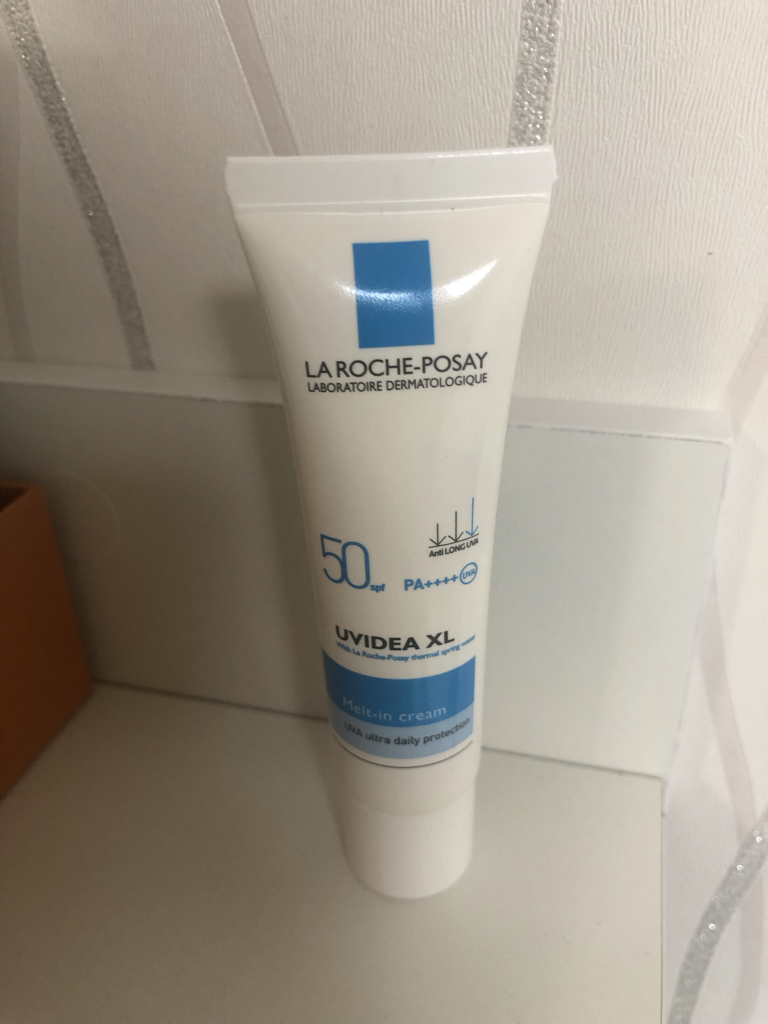 LA ROCHE-POSAY
LABORATOIRE DERMATOLOGIQUE
Anti LONG UVA
50 spf PA++++ UVA
UVIDEA XL
With La Roche-Posay thermal spring water
Melt-in cream
UVA ultra daily protection